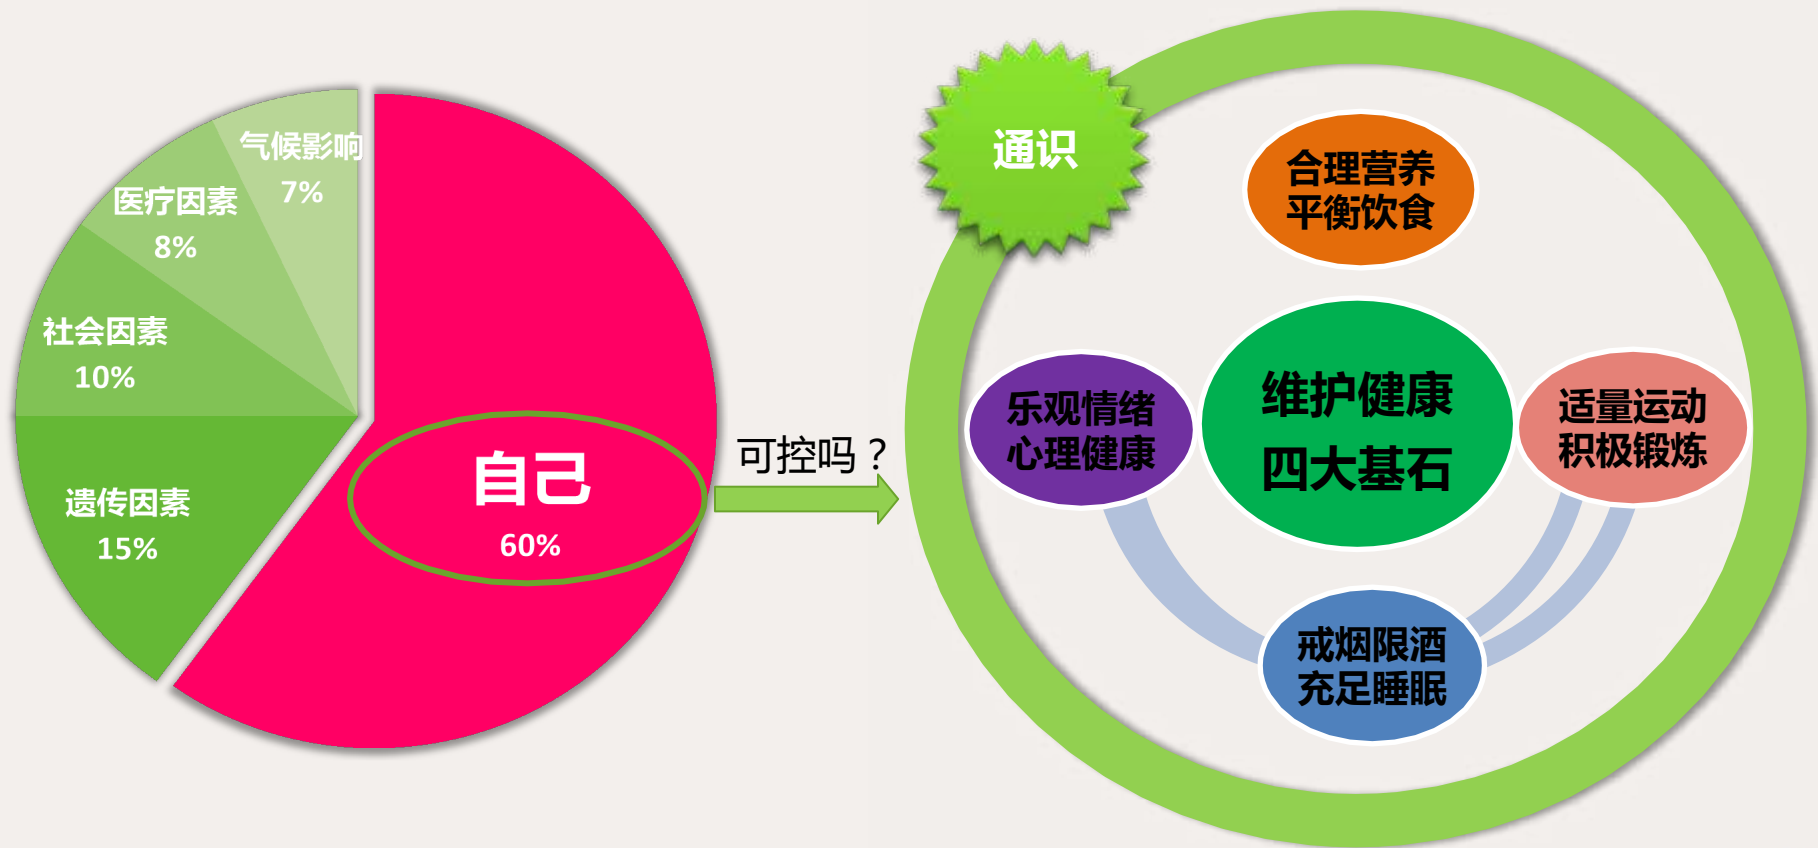 气候影响
7%
医疗因素
8%
社会因素
10%
遗传因素
15%
自己
60%
可控吗？
通识
合理营养
平衡饮食
乐观情绪
心理健康
维护健康
四大基石
适量运动
积极锻炼
戒烟限酒
充足睡眠